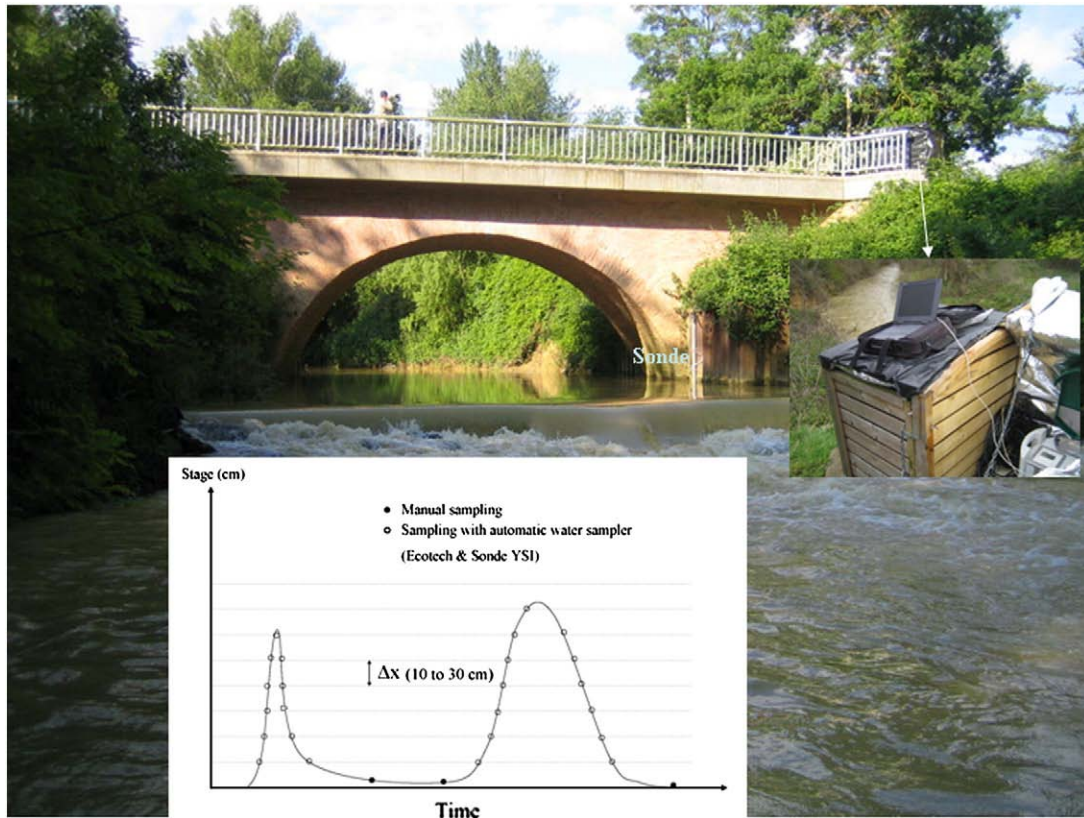 Sonde
Stage (cm)
● Manual sampling
○ Sampling with automatic water sampler
(Ecotech & Sonde YSI)
Δx (10 to 30 cm)
Time